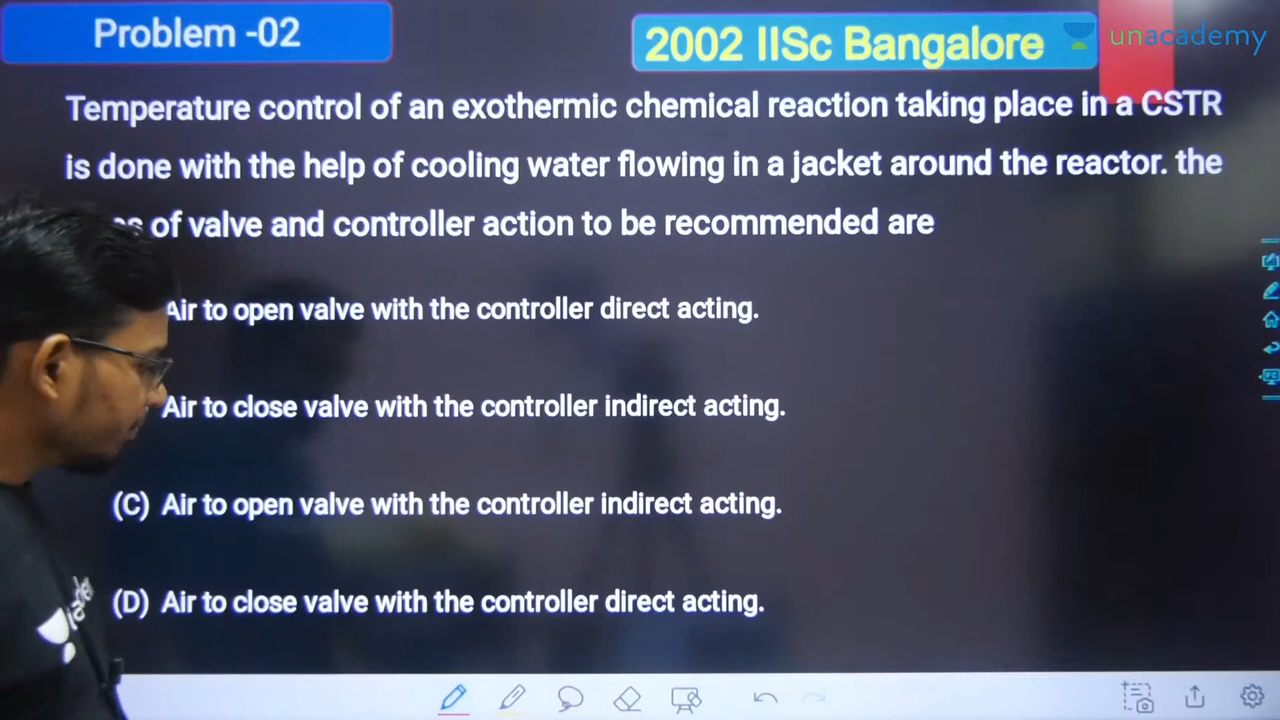 Problem -02
2002 IISc Bangalore
unacademy
Temperature control of an exothermic chemical reaction taking place in a CSTR
is done with the help of cooling water flowing in a jacket around the reactor. the
of valve and controller action to be recommended are
Air to open valve with the controller direct acting.
Air to close valve with the controller indirect acting.
(C) Air to open valve with the controller indirect acting.
(D) Air to close valve with the controller direct acting.